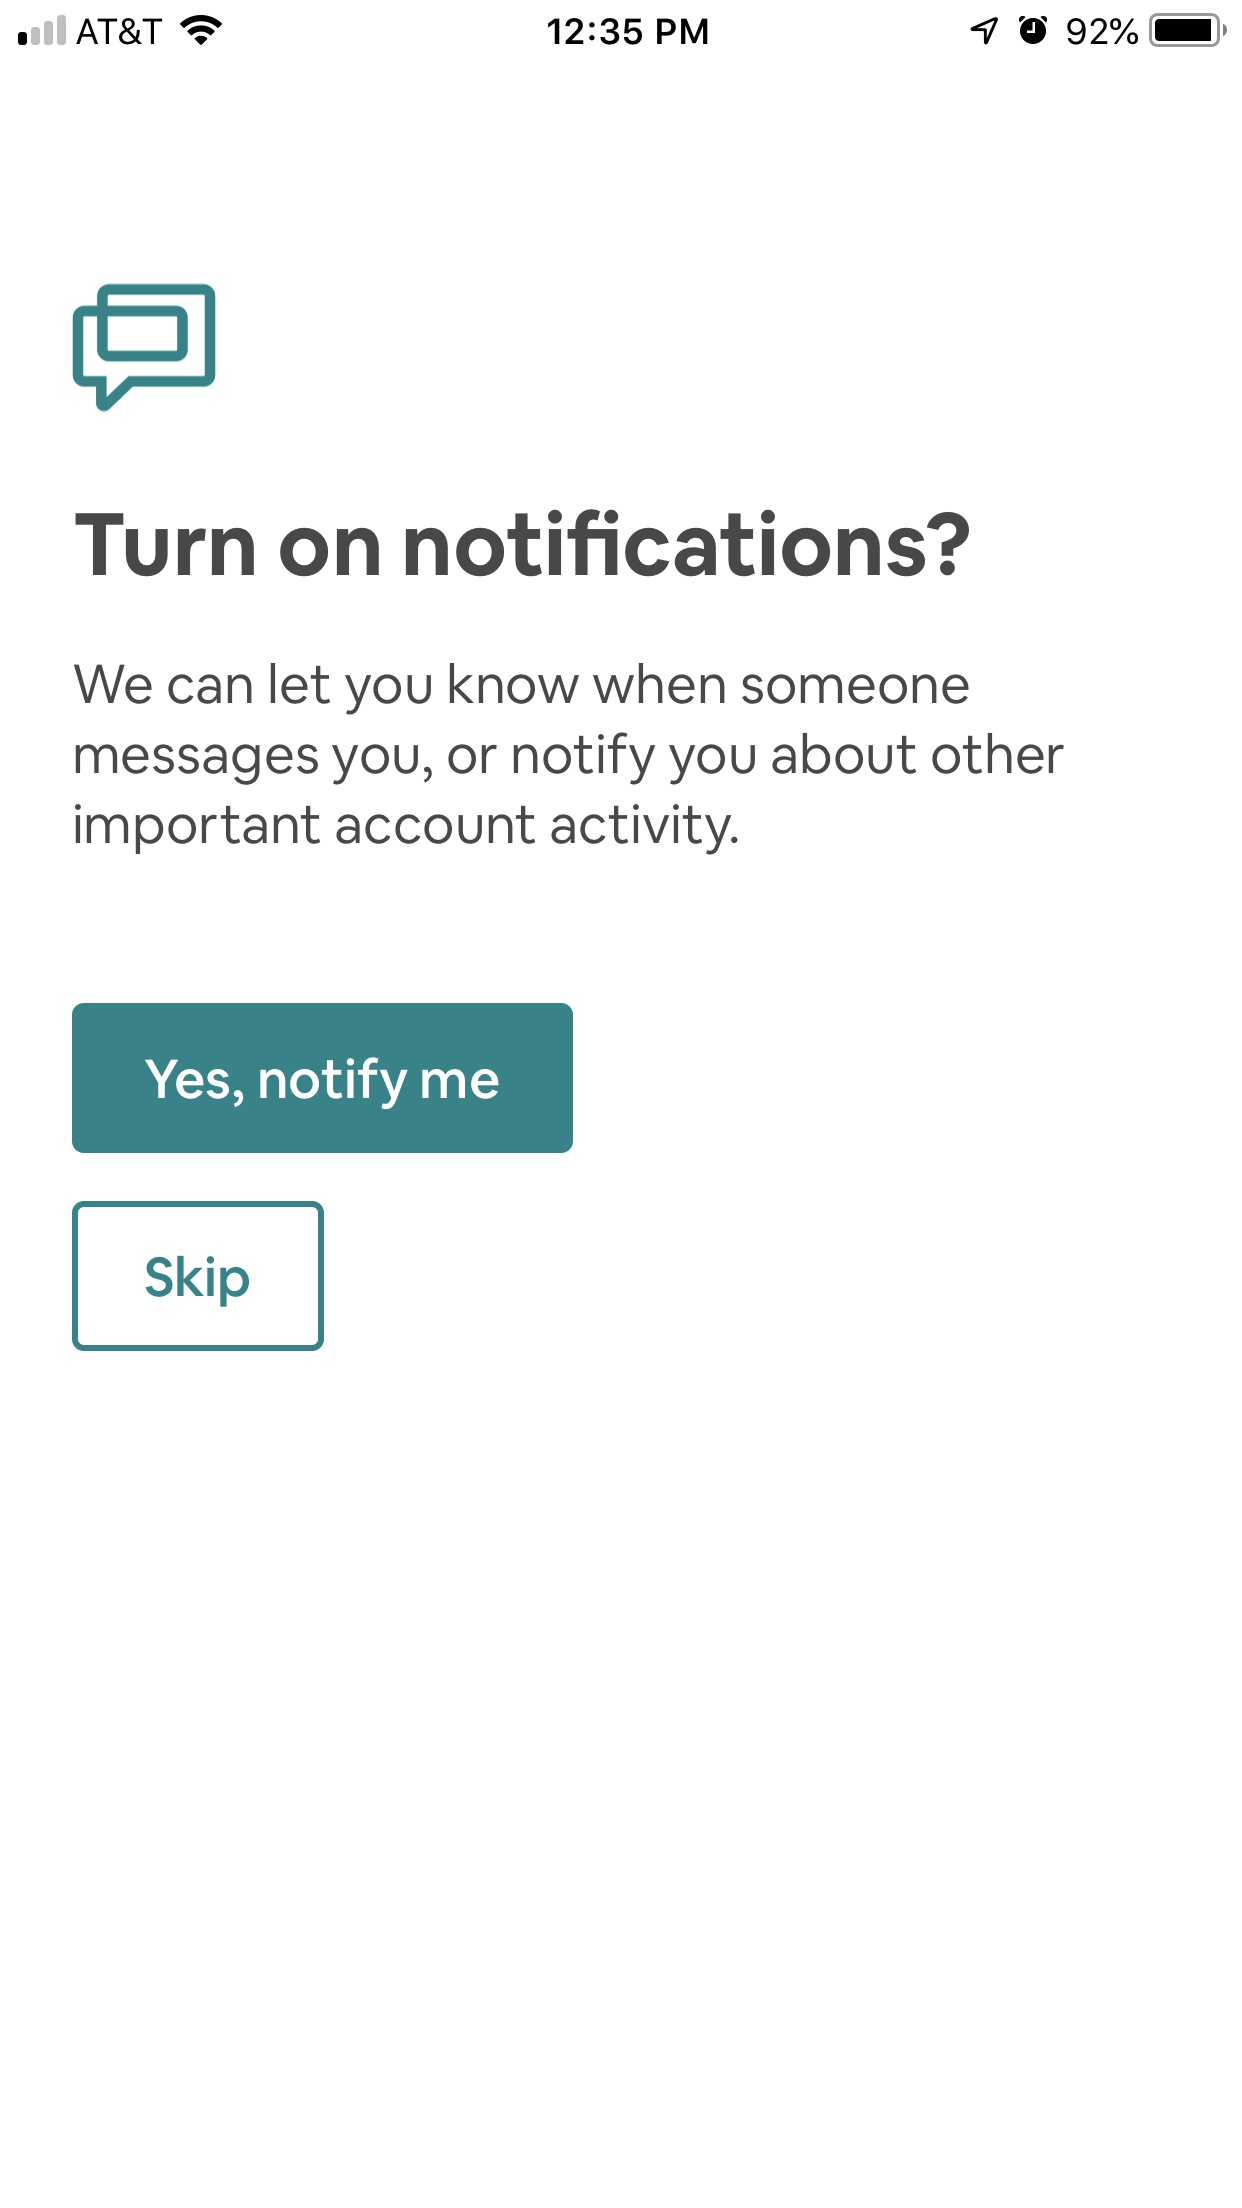 AT&T 12:35 PM 92%
Turn on notifications?
We can let you know when someone
messages you, or notify you about other
important account activity.
Yes, notify me
Skip